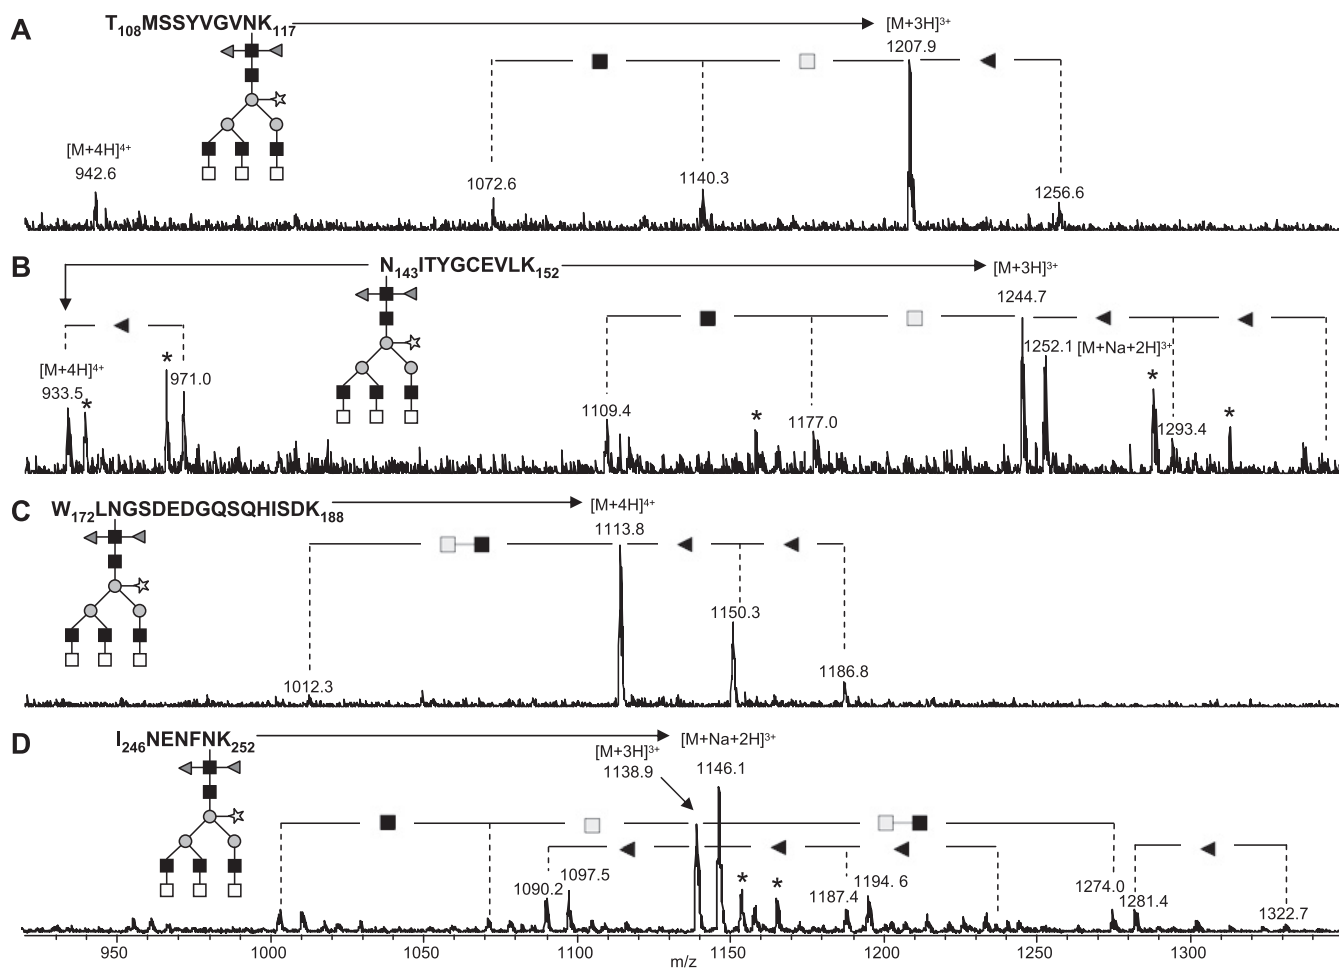 A
T108MSSYVGVNK117
[M+3H]3+
1207.9
[M+4H]4+
942.6
1072.6
1140.3
1256.6
B
N143ITYGCEVLK152
[M+3H]3+
1244.7
1252.1 [M+Na+2H]3+
[M+4H]4+
933.5
*
*
971.0
1109.4
*
1177.0
*
1293.4
*
C
W172LNGSDEDGQSQHISDK188
[M+4H]4+
1113.8
1150.3
1186.8
1012.3
D
I246NENFNK252
[M+3H]3+
1138.9
[M+Na+2H]3+
1146.1
1090.2
1097.5
*
*
1187.4
1194. 6
1274.0
1281.4
1322.7
950
1000
1050
1100
1150
1200
1250
1300
m/z